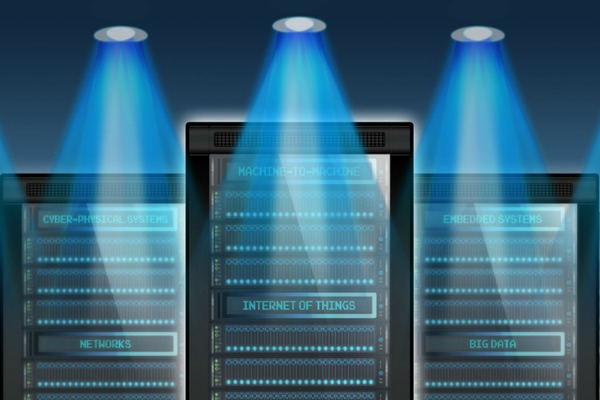 MACHINE-TO-MACHINE
CYBER-PHYSICAL SYSTEMS
EMBEDDED SYSTEMS
INTERNET OF THINGS
NETWORKS
BIG DATA